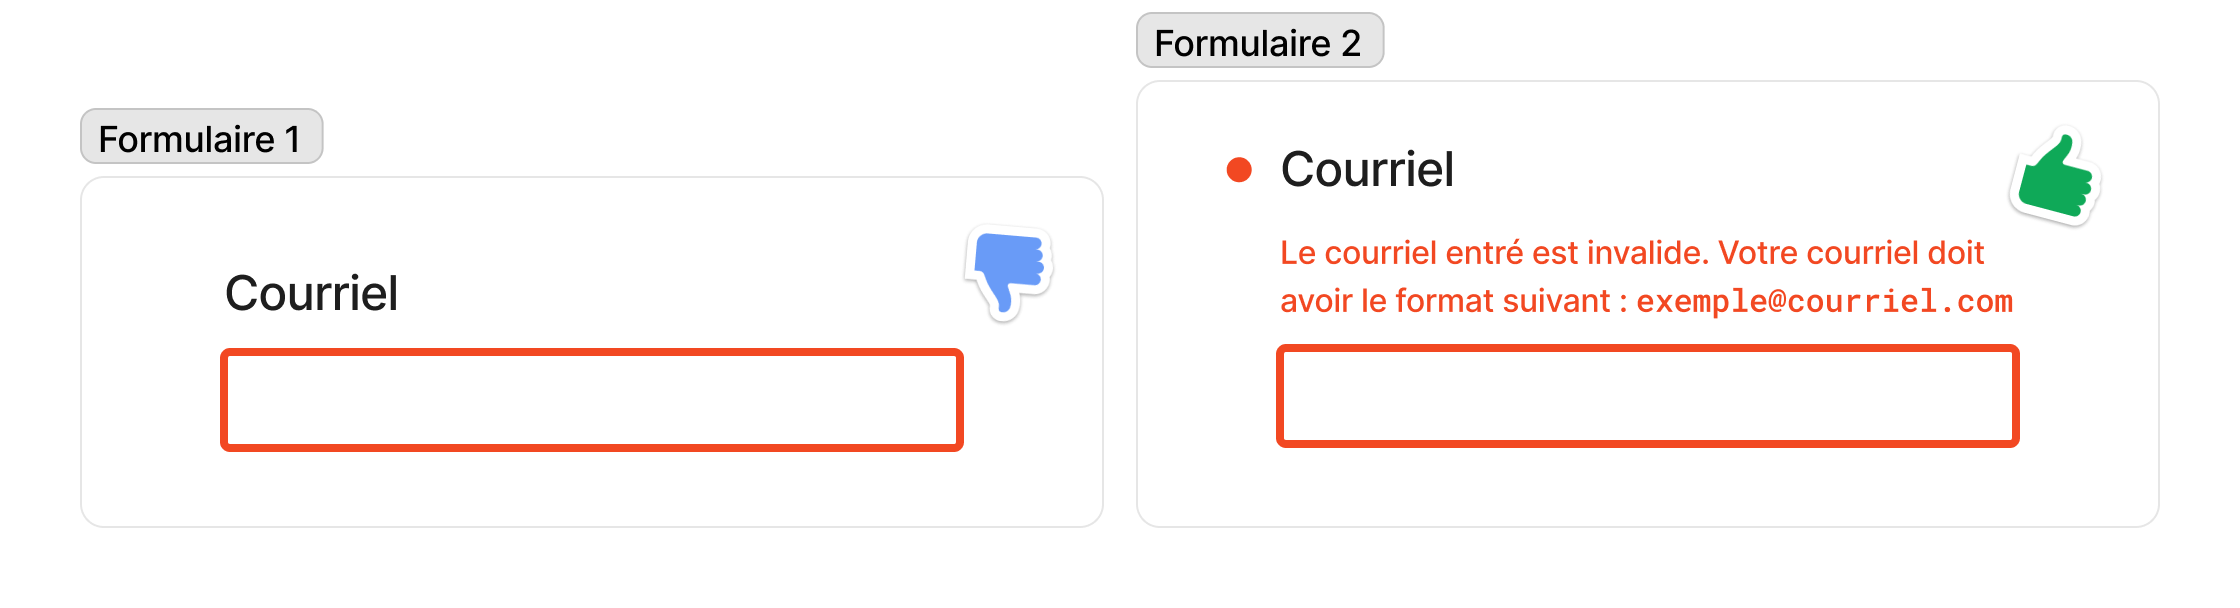 Formulaire 1
Courriel
Formulaire 2
Courriel
Le courriel entré est invalide. Votre courriel doit
avoir le format suivant : exemple@courriel.com